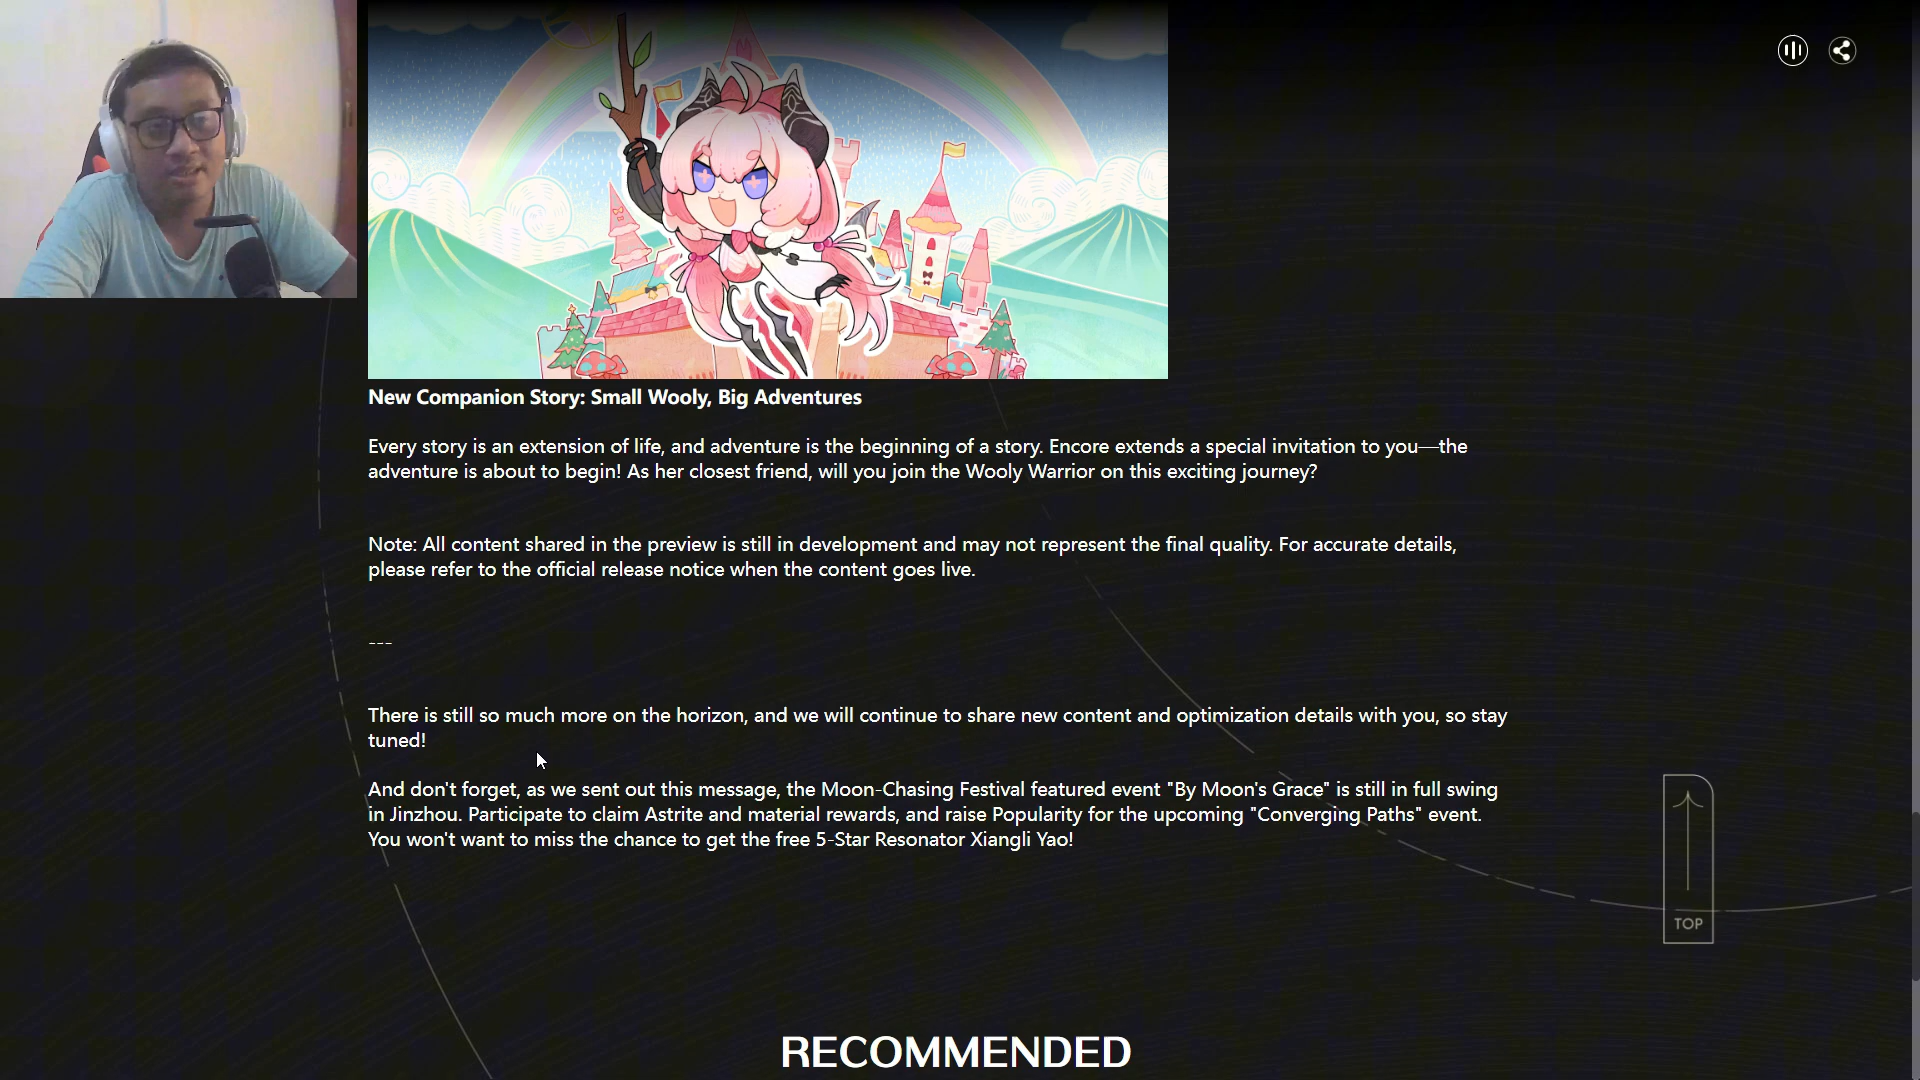 New Companion Story: Small Wooly, Big Adventures
Every story is an extension of life, and adventure is the beginning of a story. Encore extends a special invitation to you—the
adventure is about to begin! As her closest friend, will you join the Wooly Warrior on this exciting journey?
Note: All content shared in the preview is still in development and may not represent the final quality. For accurate details,
please refer to the official release notice when the content goes live.
---
There is still so much more on the horizon, and we will continue to share new content and optimization details with you, so stay
tuned!
And don't forget, as we sent out this message, the Moon-Chasing Festival featured event "By Moon's Grace" is still in full swing
in Jinzhou. Participate to claim Astrite and material rewards, and raise Popularity for the upcoming "Converging Paths" event.
You won't want to miss the chance to get the free 5-Star Resonator Xiangli Yao!
TOP
RECOMMENDED